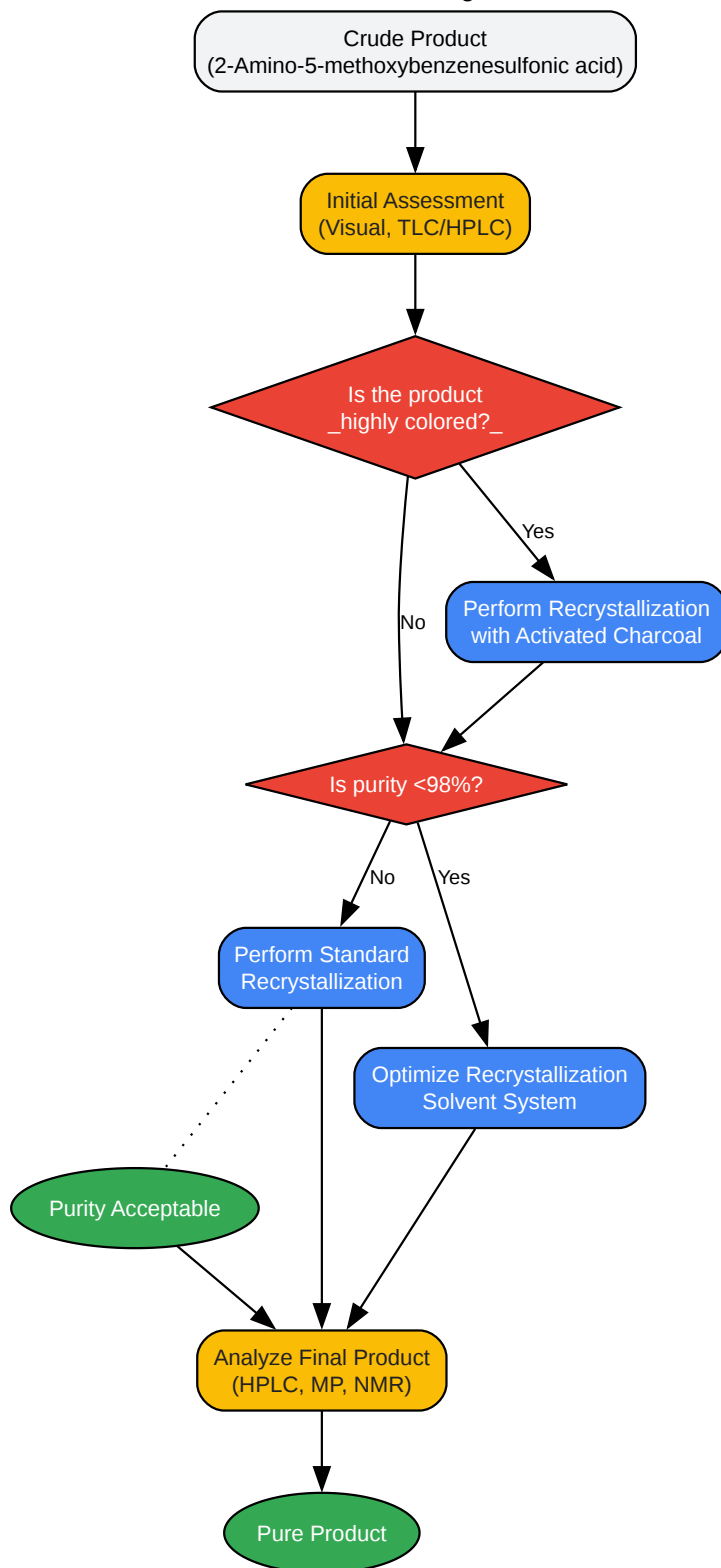 Crude Product
(2-Amino-5-methoxybenzenesulfonic acid)
Initial Assessment
(Visual, TLC/HPLC)
Is the product
_highly colored?_
Yes
Perform Recrystallization
with Activated Charcoal
No
Is purity <98%?
No
Yes
Perform Standard
Recrystallization
Optimize Recrystallization
Solvent System
Purity Acceptable
Analyze Final Product
(HPLC, MP, NMR)
Pure Product